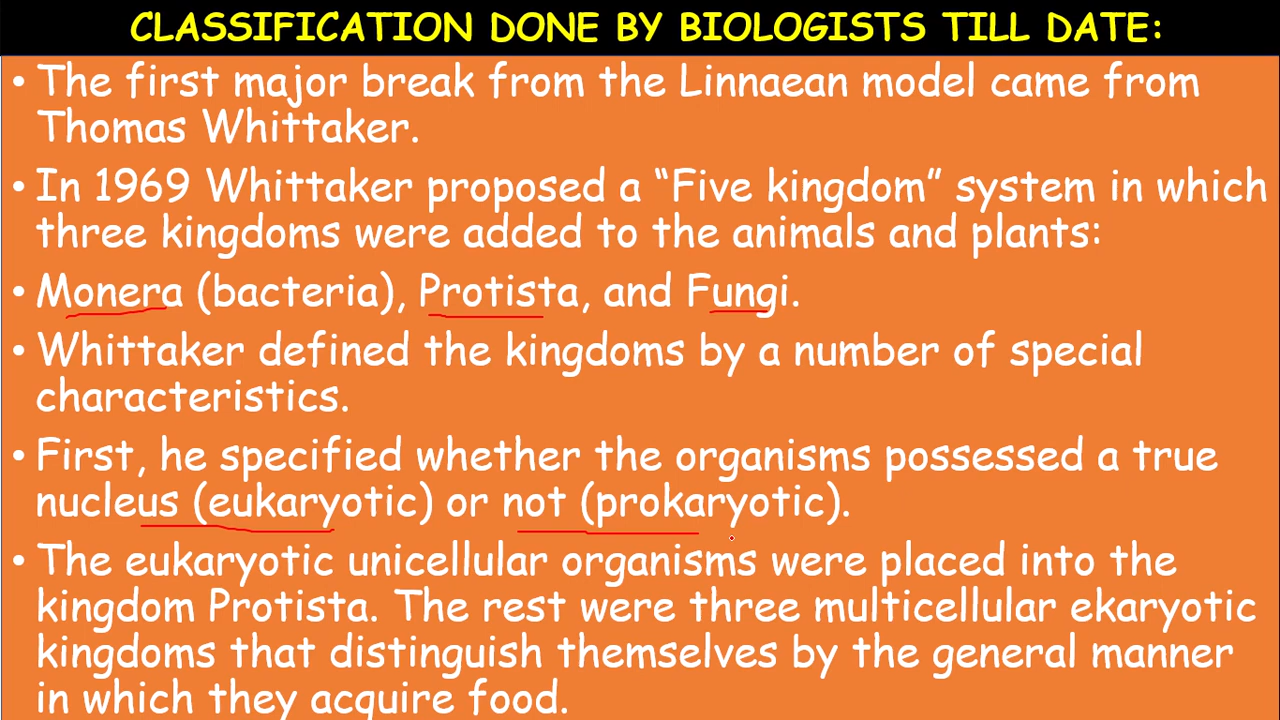 CLASSIFICATION DONE BY BIOLOGISTS TILL DATE:
• The first major break from the Linnaean model came from
Thomas Whittaker.
• In 1969 Whittaker proposed a “Five kingdom” system in which
three kingdoms were added to the animals and plants:
• Monera (bacteria), Protista, and Fungi.
• Whittaker defined the kingdoms by a number of special
characteristics.
• First, he specified whether the organisms possessed a true
nucleus (eukaryotic) or not (prokaryotic).
• The eukaryotic unicellular organisms were placed into the
kingdom Protista. The rest were three multicellular ekaryotic
kingdoms that distinguish themselves by the general manner
in which they acquire food.